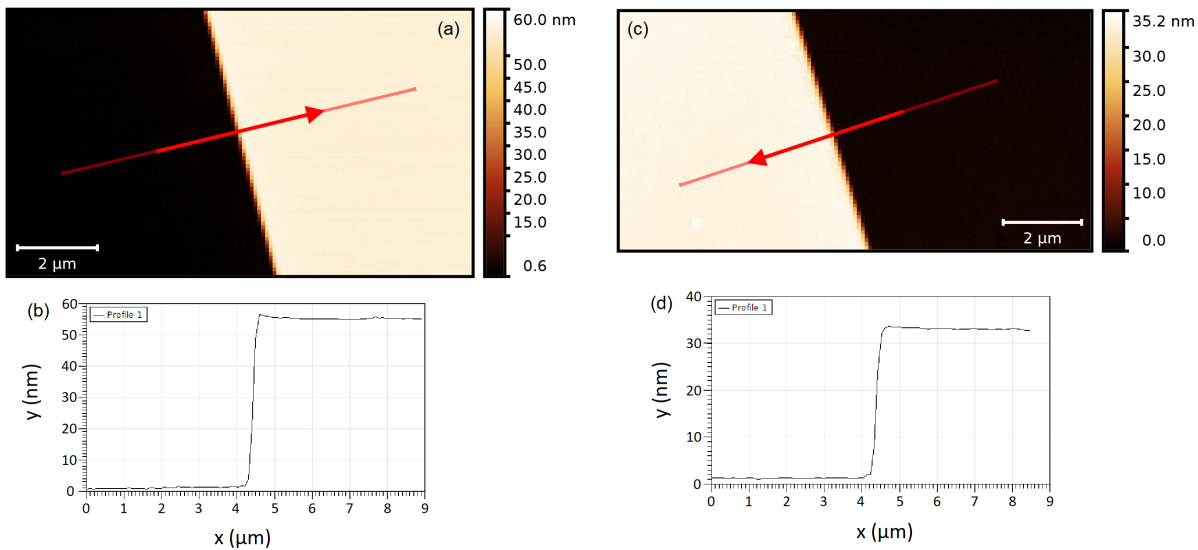 (a)
2 µm
60.0 nm
50.0
45.0
40.0
30.0
25.0
20.0
15.0
0.6
(c)
2 µm
35.2 nm
30.0
25.0
20.0
15.0
10.0
0.0
(b)
Profile 1
60
50
40
30
20
10
0
y (nm)
0 1 2 3 4 5 6 7 8 9
x (µm)
(d)
Profile 1
40
30
20
10
0
y (nm)
0 1 2 3 4 5 6 7 8 9
x (µm)